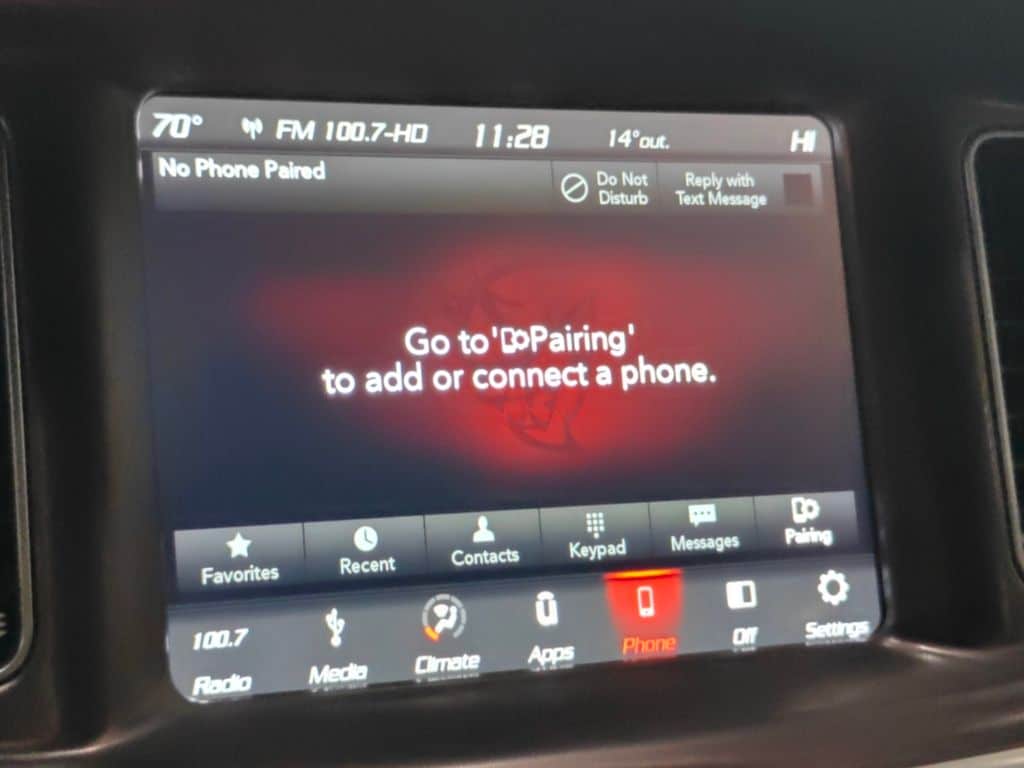 70° FM 100.7-HD 11:28 14°out. HI
No Phone Paired
Do Not
Disturb
Reply with
Text Message
Go to 'Pairing'
to add or connect a phone.
Favorites Recent Contacts Keypad Messages Pairing
100.7
Radio Media Climate Apps Phone Off Settings